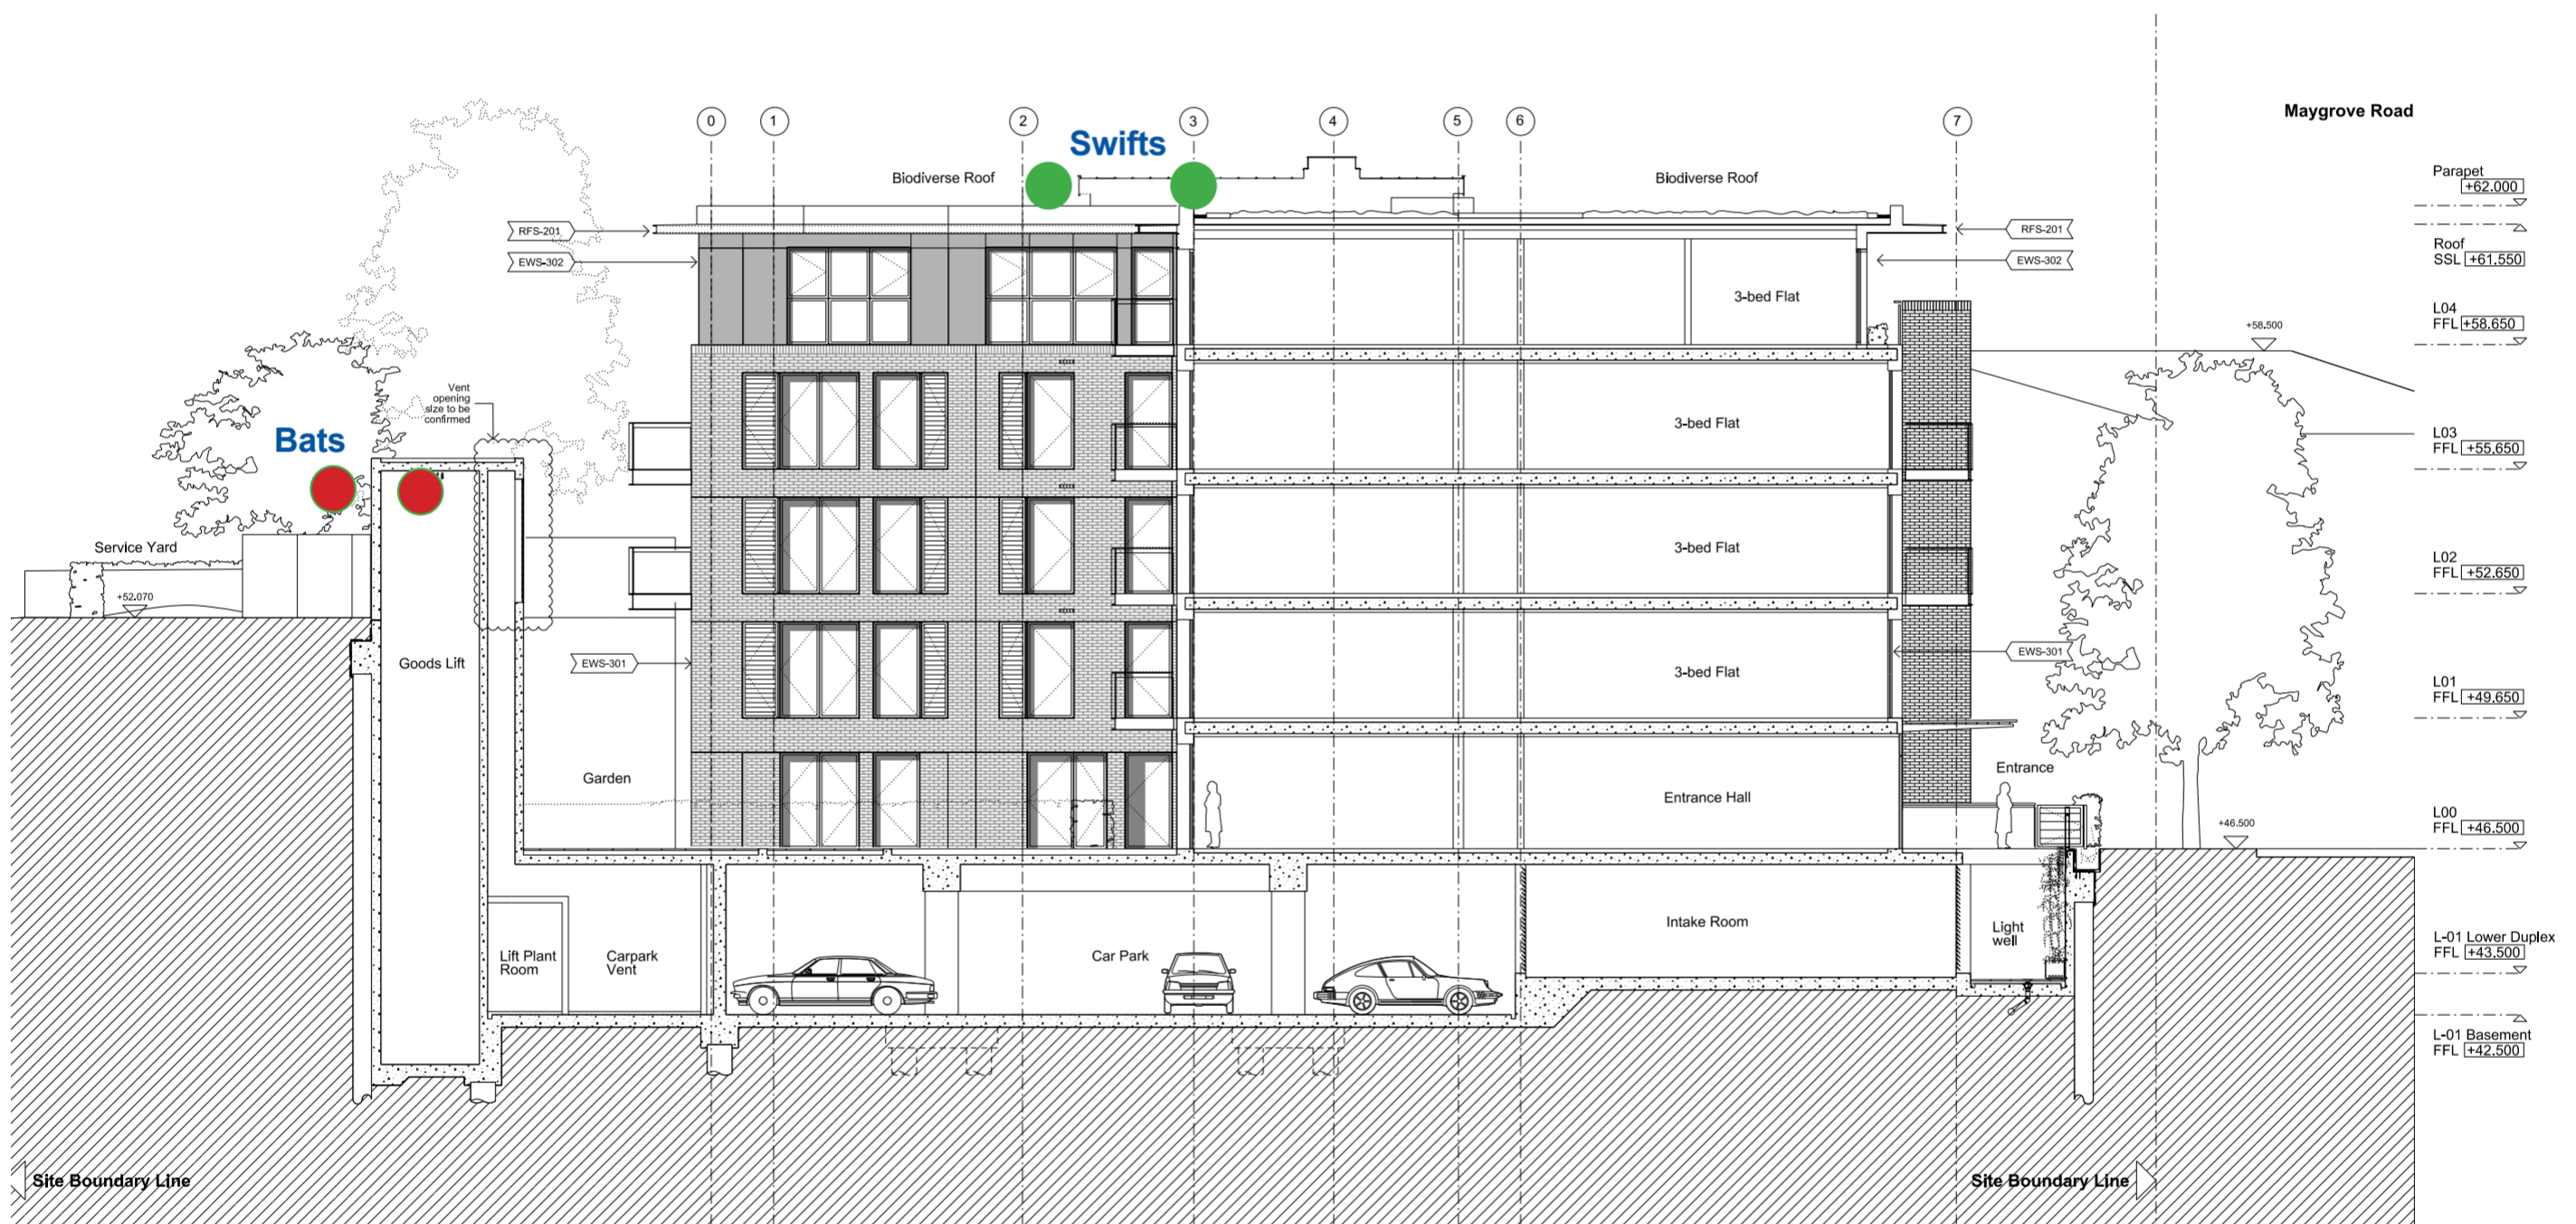 Maygrove Road
0
1
2
3
4
5
6
7
Swifts
Biodiverse Roof
Biodiverse Roof
Parapet
+62.000
RFS-201
RFS-201
EWS-302
EWS-302
Roof
SSL +61.550
3-bed Flat
L04
FFL +58.650
+58.500
Vent
opening
size to be
confirmed
Bats
3-bed Flat
L03
FFL +55.650
Service Yard
+52.070
3-bed Flat
L02
FFL +52.650
Goods Lift
EWS-301
EWS-301
3-bed Flat
L01
FFL +49.650
Garden
Entrance Hall
Entrance
L00
FFL +46.500
+46.500
Lift Plant
Room
Carpark
Vent
Car Park
Intake Room
Light
well
L-01 Lower Duplex
FFL +43.500
L-01 Basement
FFL +42.500
Site Boundary Line
Site Boundary Line